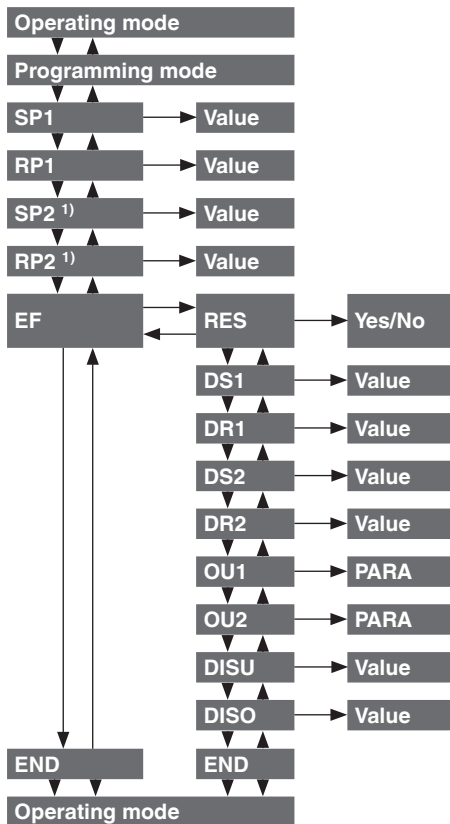 Operating mode
Programming mode
SP1 Value
RP1 Value
SP2 ¹⁾ Value
RP2 ¹⁾ Value
EF RES Yes/No
DS1 Value
DR1 Value
DS2 Value
DR2 Value
OU1 PARA
OU2 PARA
DISU Value
DISO Value
END END
Operating mode